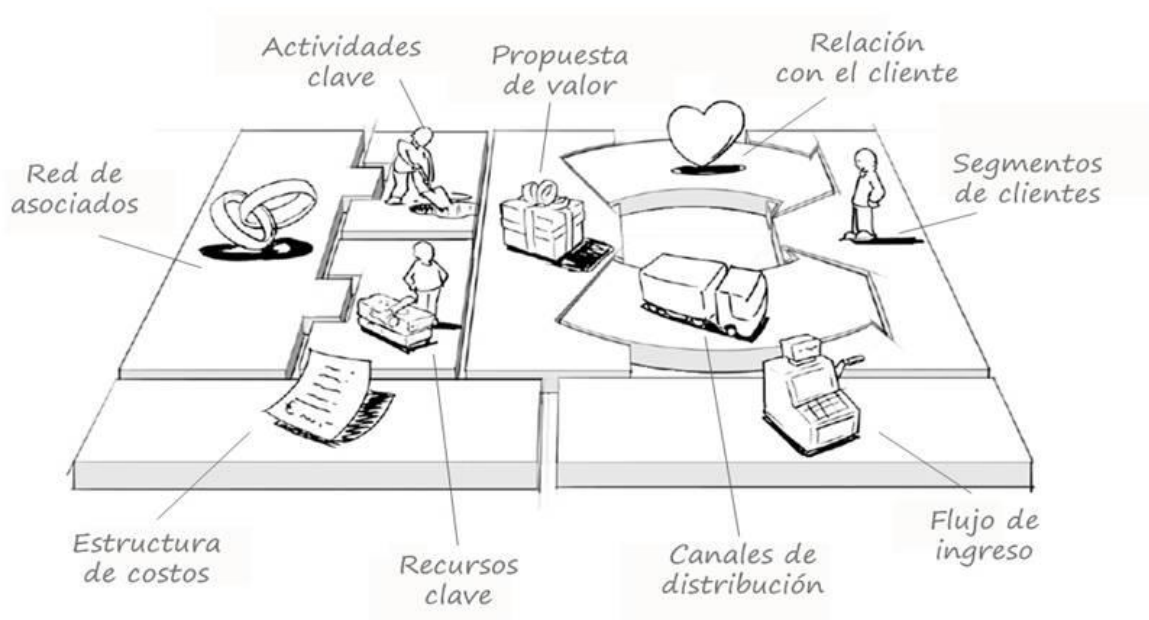 Actividades
clave
Propuesta
de valor
Relación
con el cliente
Red de
asociados
Segmentos
de clientes
Estructura
de costos
Recursos
clave
Canales de
distribución
Flujo de
ingreso